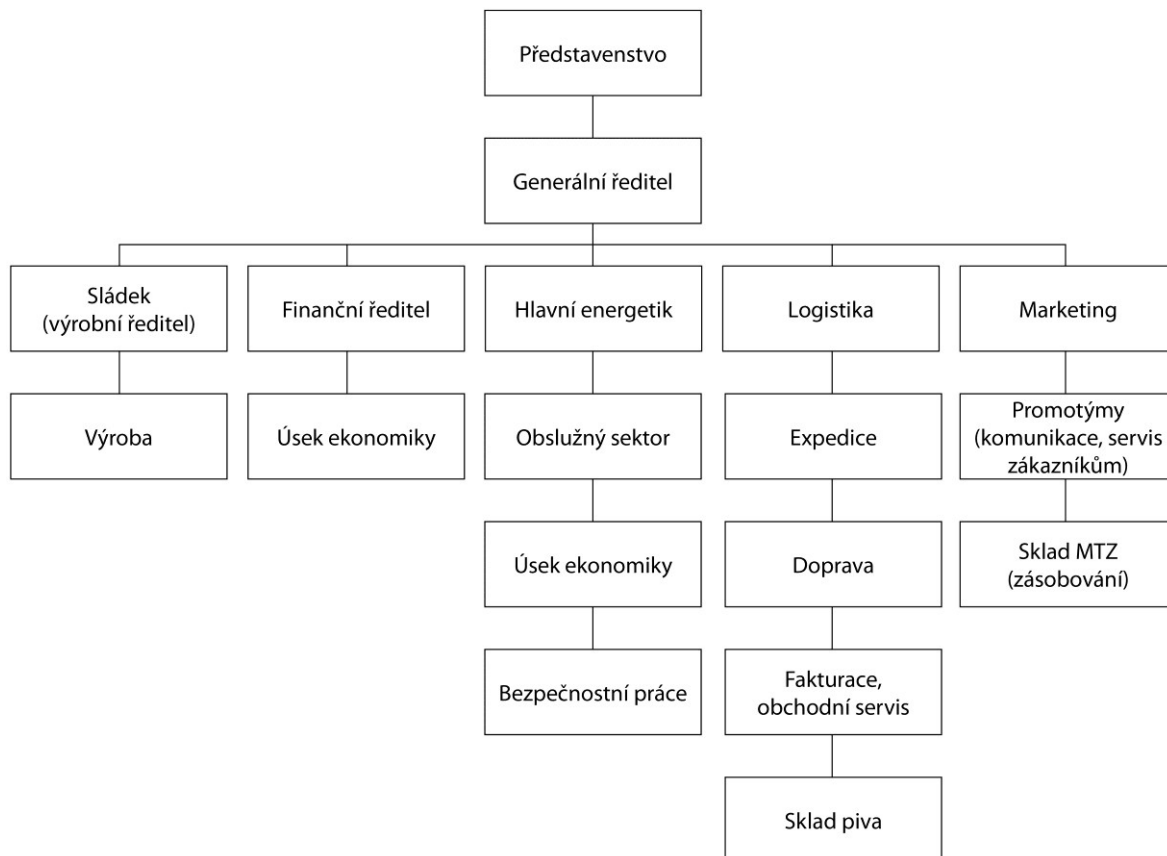 Představenstvo
Generální ředitel
Sládek
(výrobní ředitel)
Finanční ředitel
Hlavní energetik
Logistika
Marketing
Výroba
Úsek ekonomiky
Obslužný sektor
Expedice
Promotýmy
(komunikace, servis
zákazníkům)
Úsek ekonomiky
Doprava
Sklad MTZ
(zásobování)
Bezpečnostní práce
Fakturace,
obchodní servis
Sklad piva